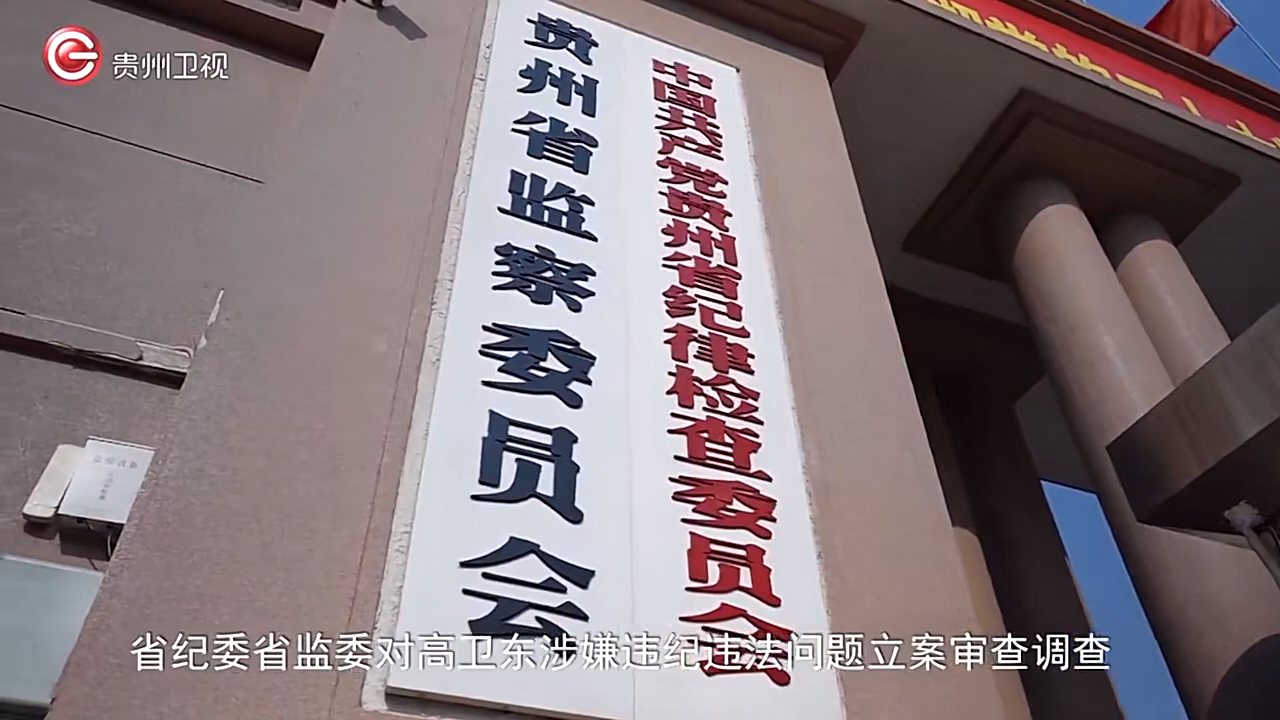 贵州卫视
贵州省监察委员会
中国共产党贵州省纪律检查委员会
省纪委省监委对高卫东涉嫌违纪违法问题立案审查调查